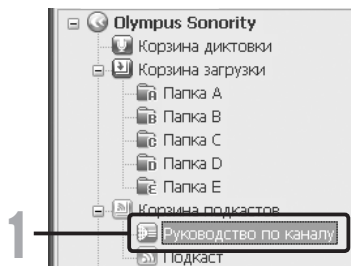 Olympus Sonority
Корзина диктовки
Корзина загрузки
A Папка A
B Папка B
C Папка C
D Папка D
E Папка E
Корзина подкастов
1 Руководство по каналу
Подкаст